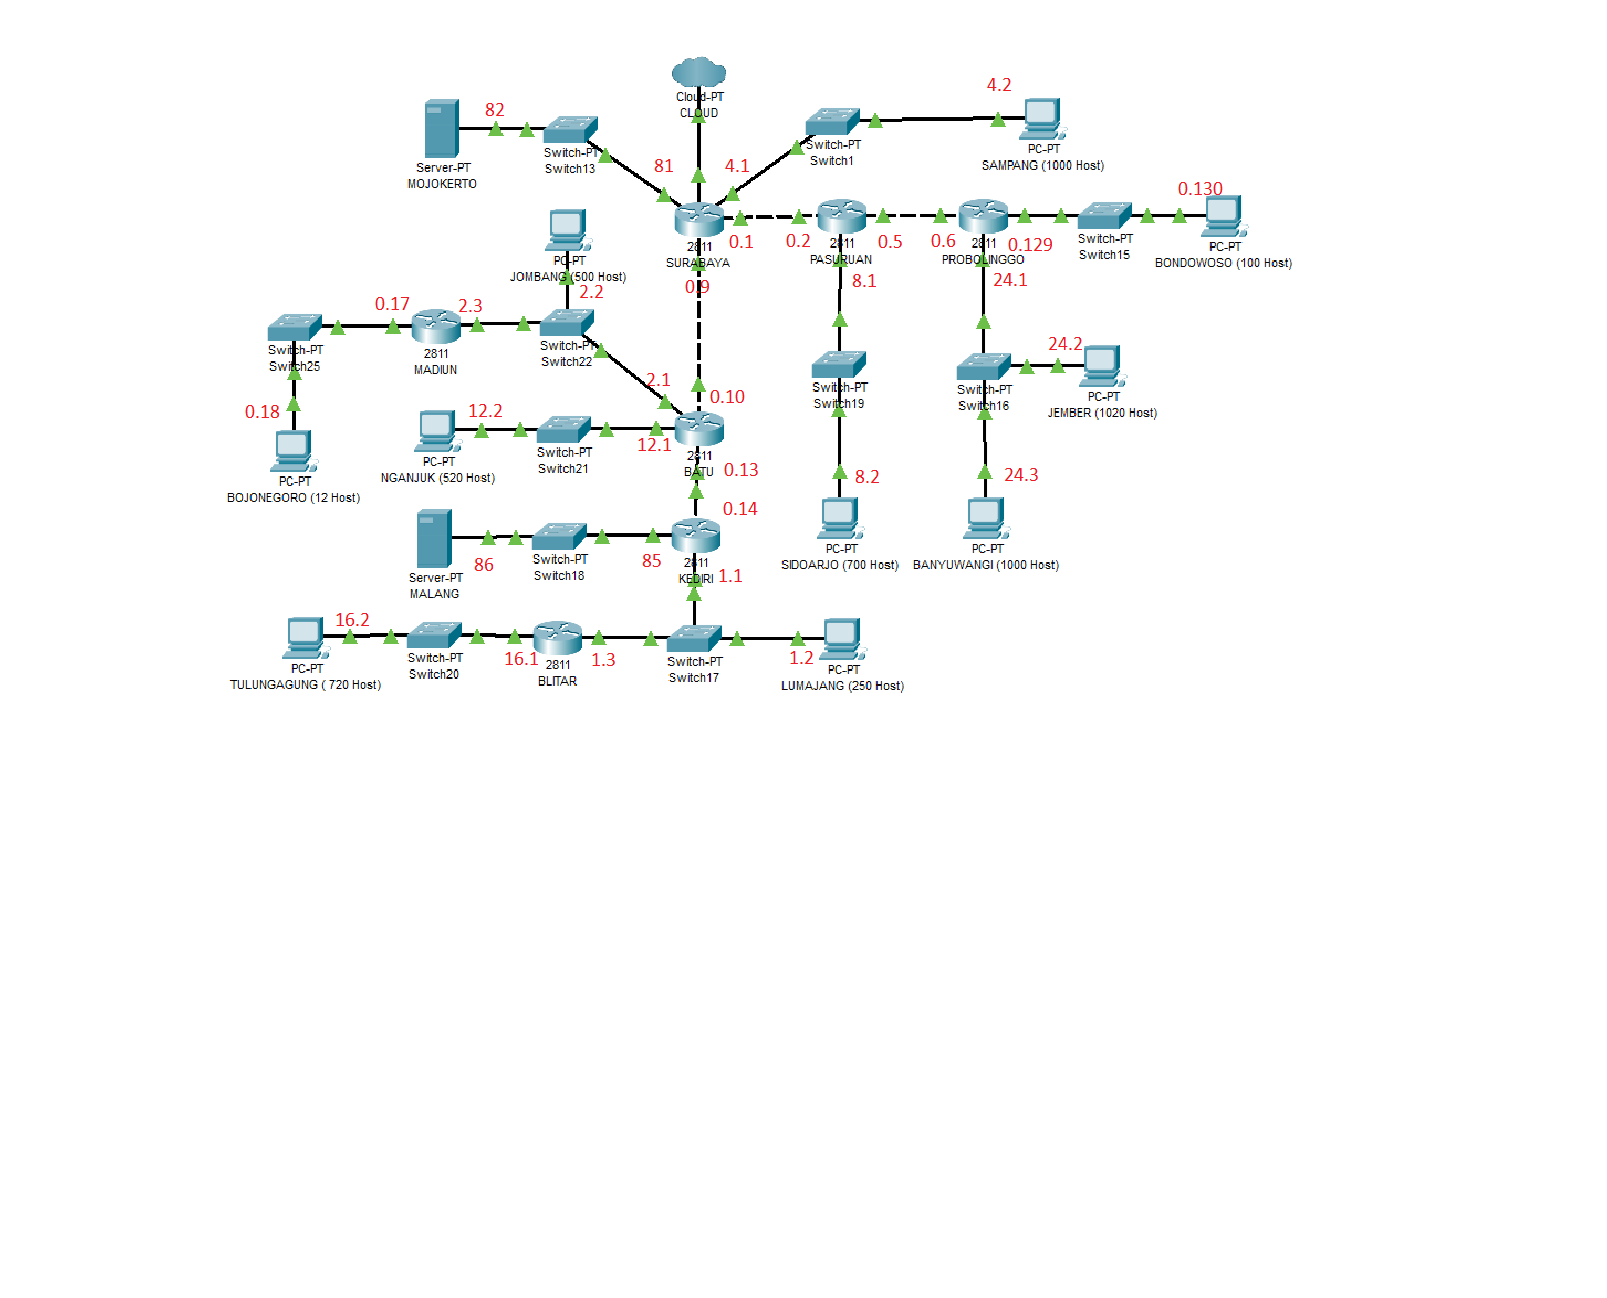 Cloud-PT
CLOUD
4.2
82
Server-PT
MOJOKERTO
Switch-PT
Switch13
81
4.1
Switch-PT
Switch1
PC-PT
SAMPANG (1000 Host)
0.130
2811
SURABAYA
0.1
0.2
2811
PASURUAN
0.5
0.6
2811
PROBOLINGGO
0.129
Switch-PT
Switch15
PC-PT
BONDOWOSO (100 Host)
PC-PT
JOMBANG (500 Host)
0.9
8.1
24.1
0.17
2.3
2.2
Switch-PT
Switch25
2811
MADIUN
Switch-PT
Switch22
2.1
0.10
Switch-PT
Switch19
24.2
Switch-PT
Switch16
PC-PT
JEMBER (1020 Host)
0.18
12.2
12.1
2811
BATU
PC-PT
NGANJUK (520 Host)
Switch-PT
Switch21
0.13
PC-PT
BOJONEGORO (12 Host)
8.2
24.3
0.14
PC-PT
SIDOARJO (700 Host)
PC-PT
BANYUWANGI (1000 Host)
86
Server-PT
MALANG
Switch-PT
Switch18
85
2811
KEDIRI
1.1
16.2
PC-PT
TULUNGAGUNG ( 720 Host)
Switch-PT
Switch20
16.1
2811
BLITAR
1.3
Switch-PT
Switch17
1.2
PC-PT
LUMAJANG (250 Host)